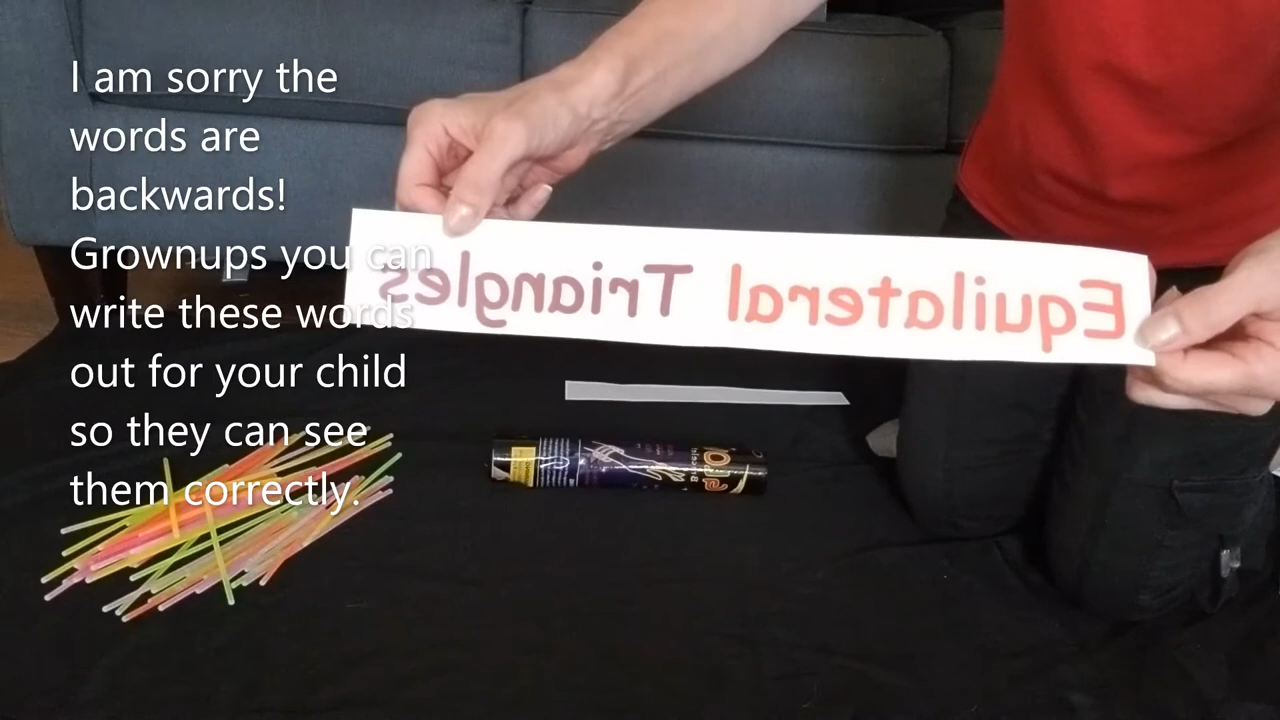 I am sorry the
words are
backwards!
Grownups you can
write these words
out for your child
so they can see
them correctly.
Equilateral Triangles